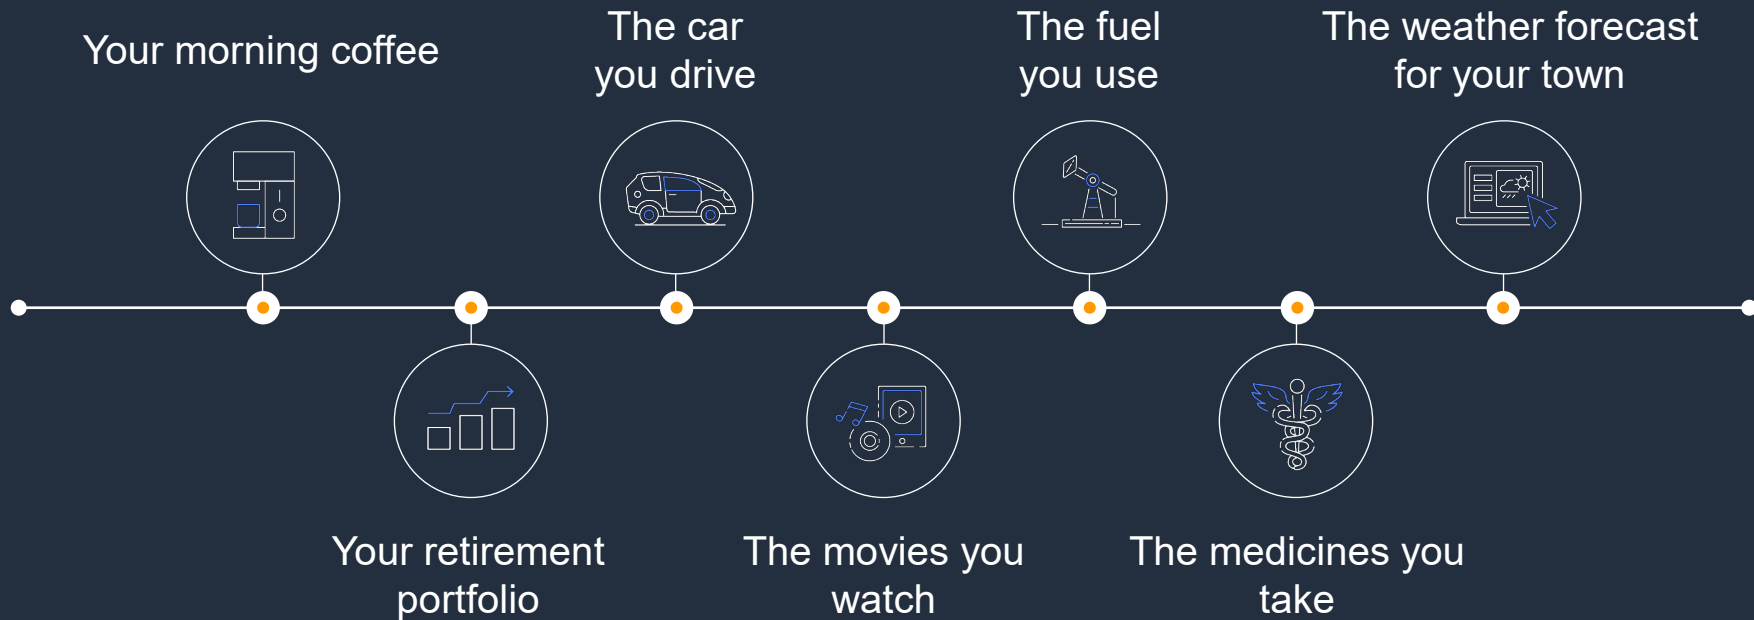 Your morning coffee
The car
you drive
The fuel
you use
The weather forecast
for your town
Your retirement
portfolio
The movies you
watch
The medicines you
take